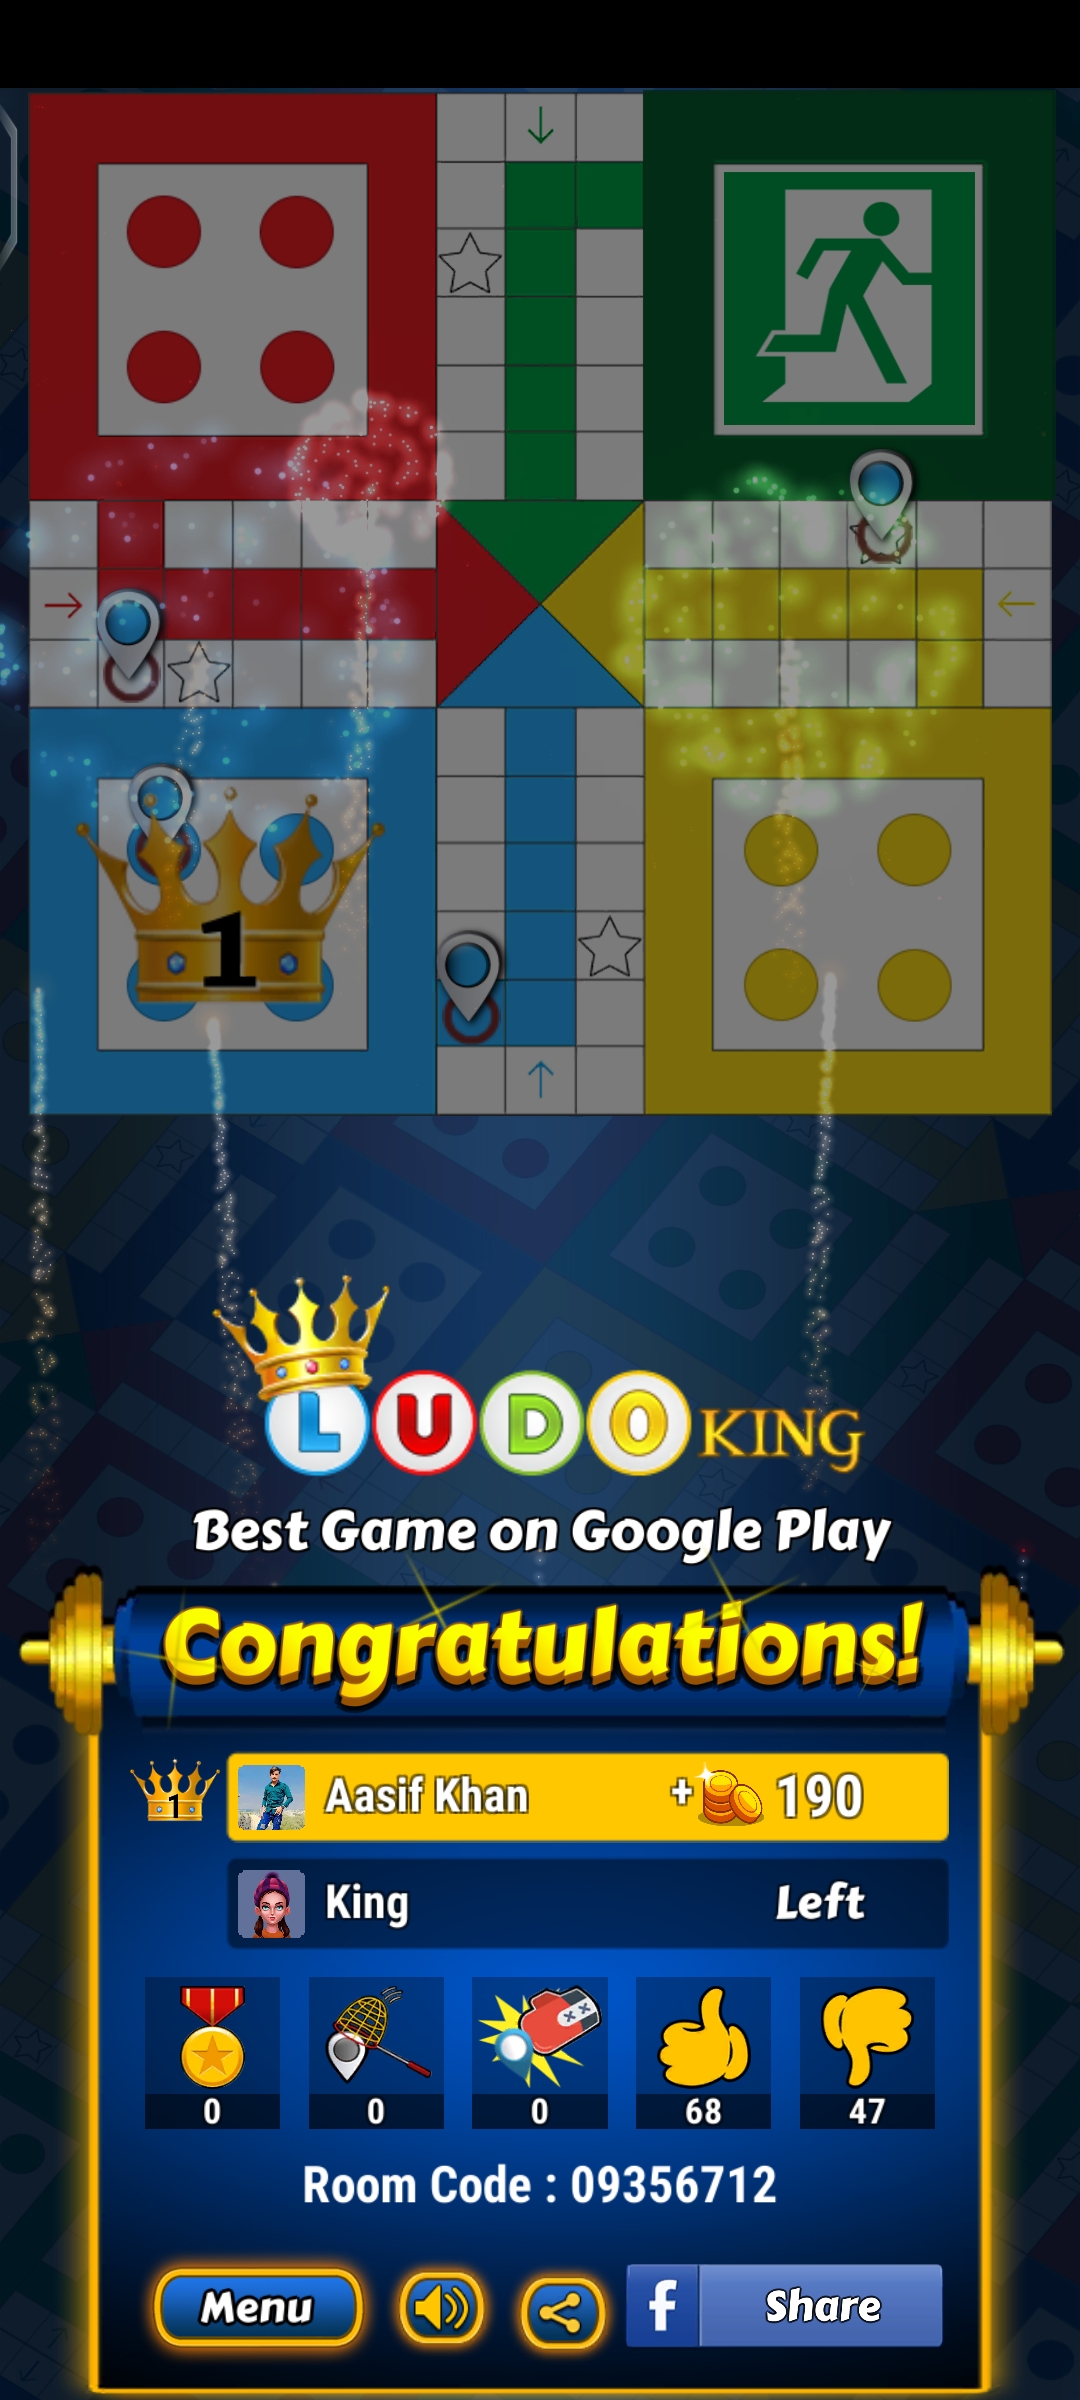 1
LUDO KING
Best Game on Google Play
Congratulations!
1 Aasif Khan + 190
King Left
0 0 0 68 47
Room Code : 09356712
Menu f Share